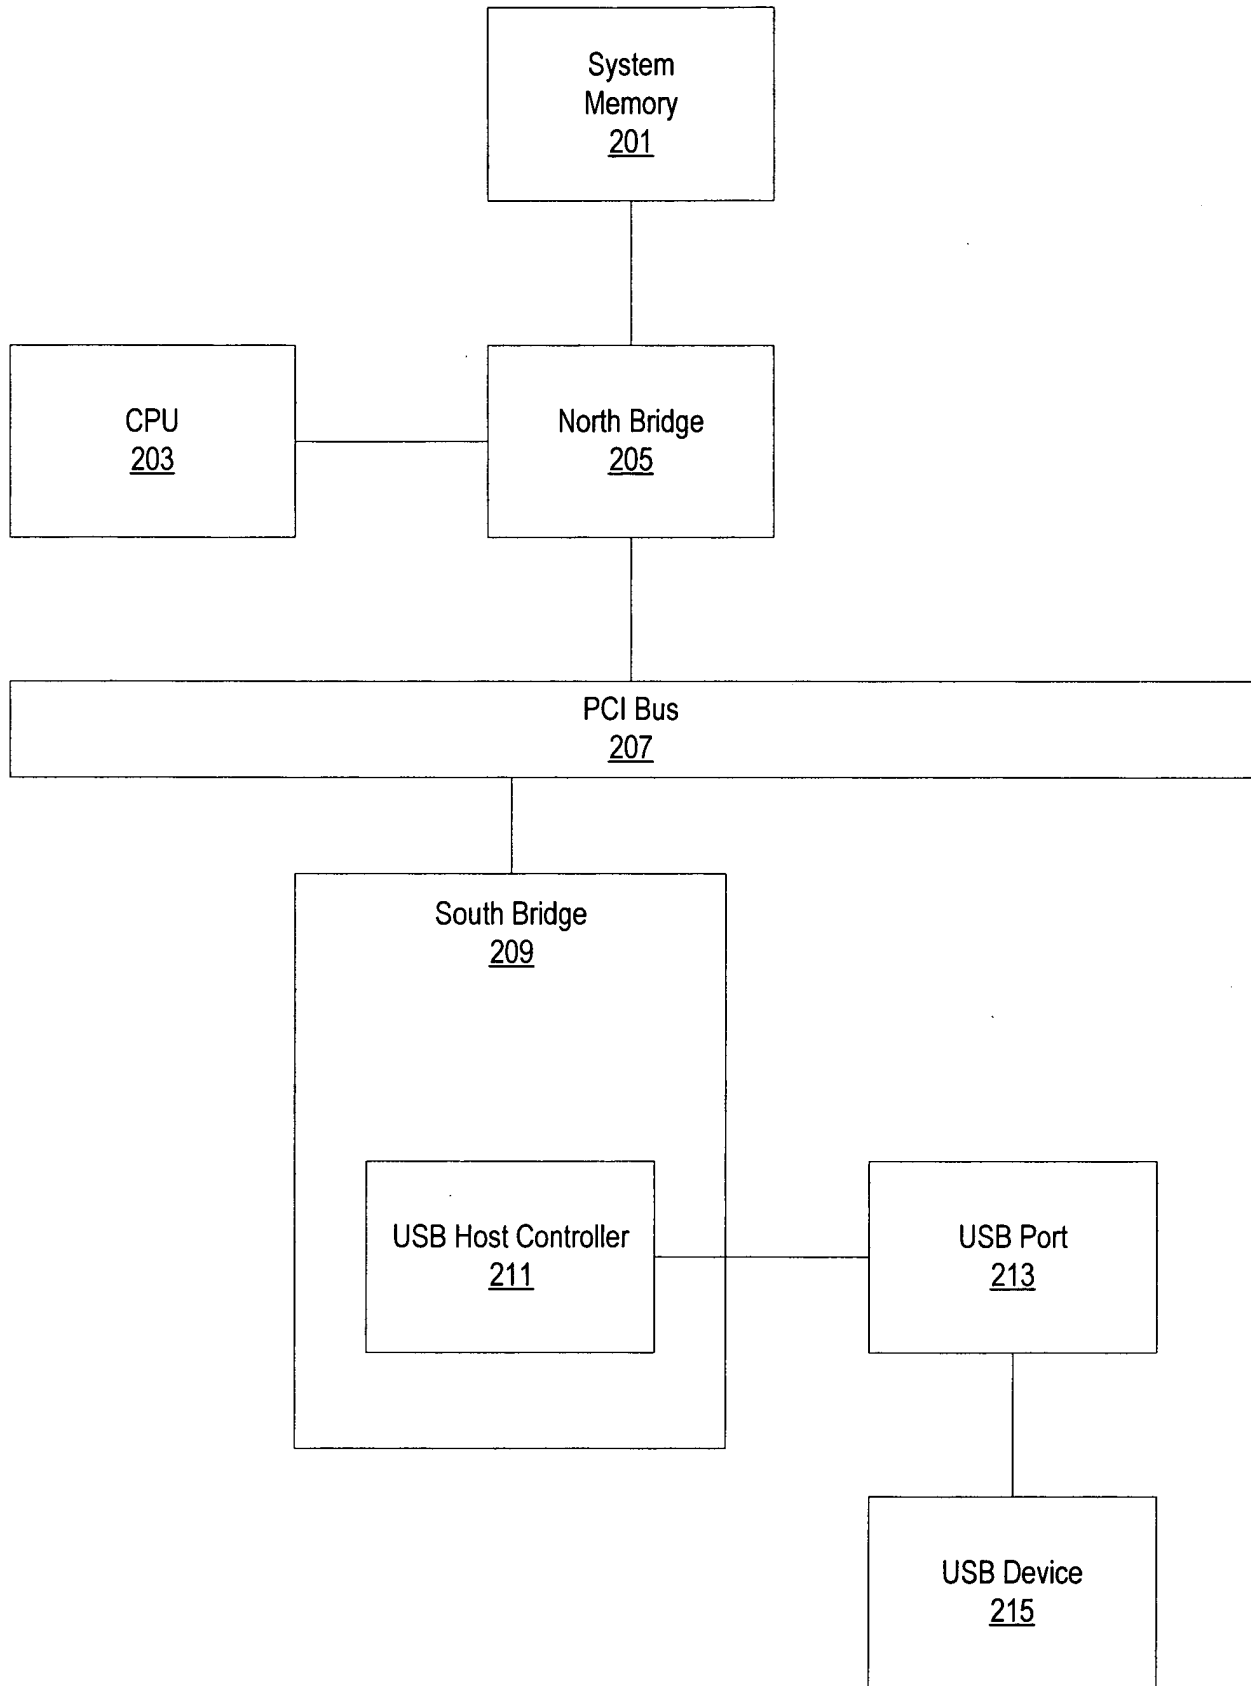 System
Memory
201
CPU
203
North Bridge
205
PCI Bus
207
South Bridge
209
USB Host Controller
211
USB Port
213
USB Device
215